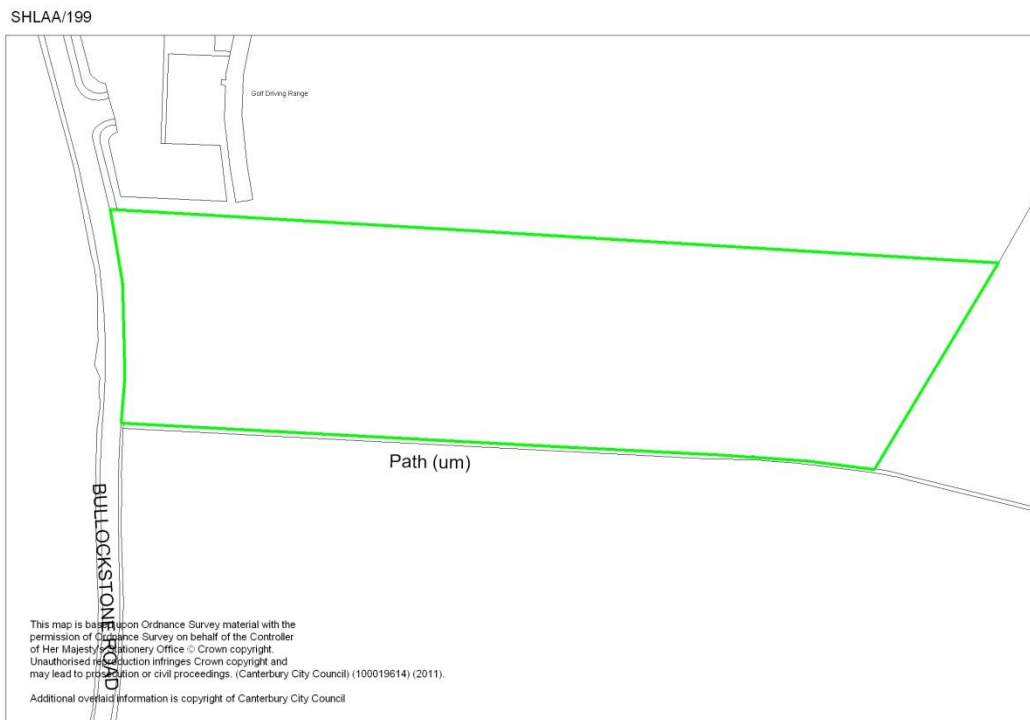 SHLAA/199
Golf Driving Range
Path (um)
BULLOCKSTONE ROAD
This map is based upon Ordnance Survey material with the
permission of Ordnance Survey on behalf of the Controller
of Her Majesty's Stationery Office © Crown copyright.
Unauthorised reproduction infringes Crown copyright and
may lead to prosecution or civil proceedings. (Canterbury City Council) (100019614) (2011).
Additional overlaid information is copyright of Canterbury City Council